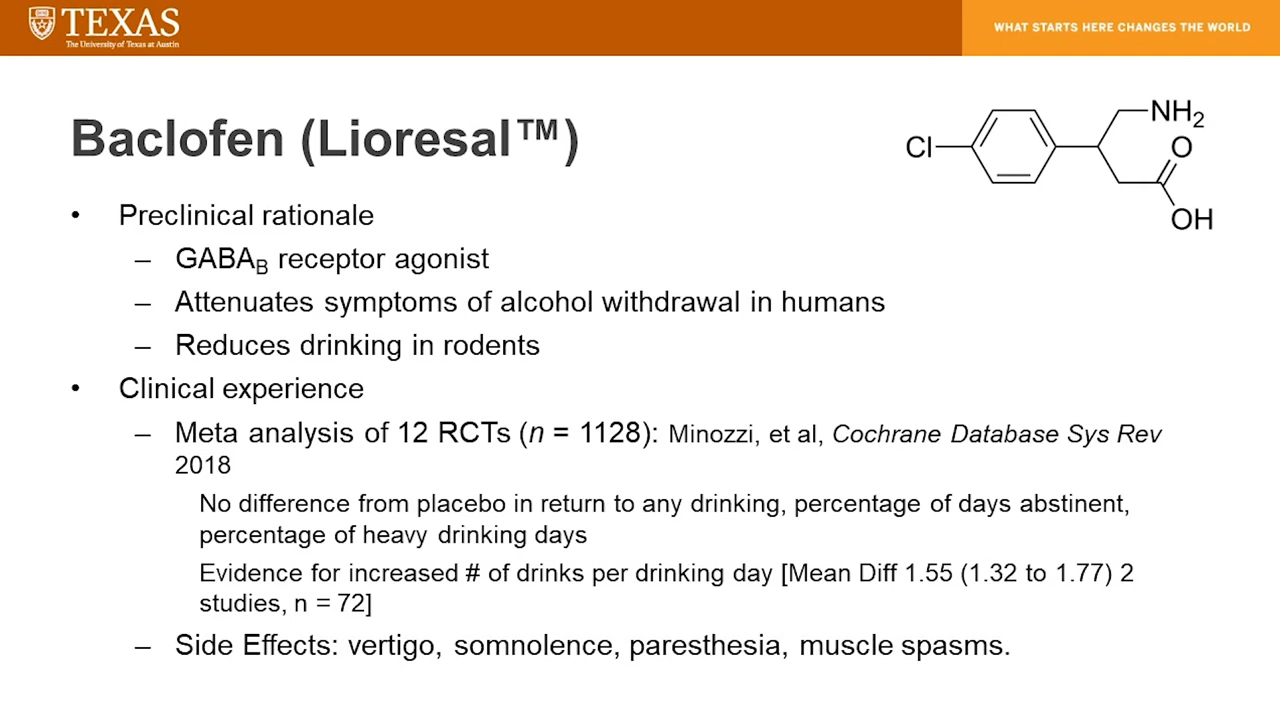 TEXAS
The University of Texas at Austin
WHAT STARTS HERE CHANGES THE WORLD
Baclofen (Lioresal™)
Cl
NH2
O
OH
• Preclinical rationale
– GABAB receptor agonist
– Attenuates symptoms of alcohol withdrawal in humans
– Reduces drinking in rodents
• Clinical experience
– Meta analysis of 12 RCTs (n = 1128): Minozzi, et al, Cochrane Database Sys Rev
2018
No difference from placebo in return to any drinking, percentage of days abstinent,
percentage of heavy drinking days
Evidence for increased # of drinks per drinking day [Mean Diff 1.55 (1.32 to 1.77) 2
studies, n = 72]
– Side Effects: vertigo, somnolence, paresthesia, muscle spasms.